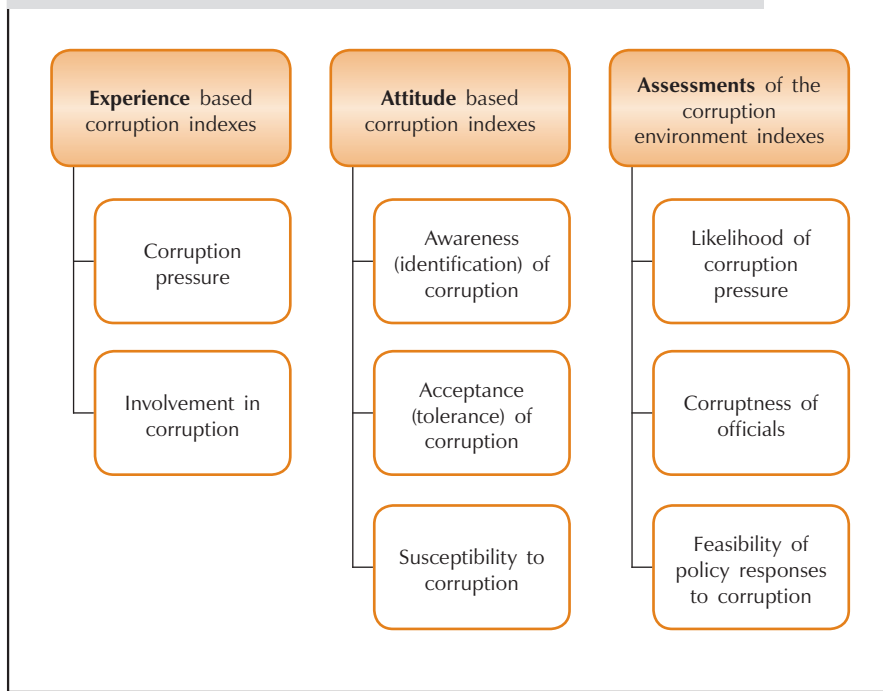 Experience based
corruption indexes
Corruption
pressure
Involvement in
corruption
Attitude based
corruption indexes
Awareness
(identification) of
corruption
Acceptance
(tolerance) of
corruption
Susceptibility to
corruption
Assessments of the
corruption
environment indexes
Likelihood of
corruption
pressure
Corruptness of
officials
Feasibility of
policy responses
to corruption